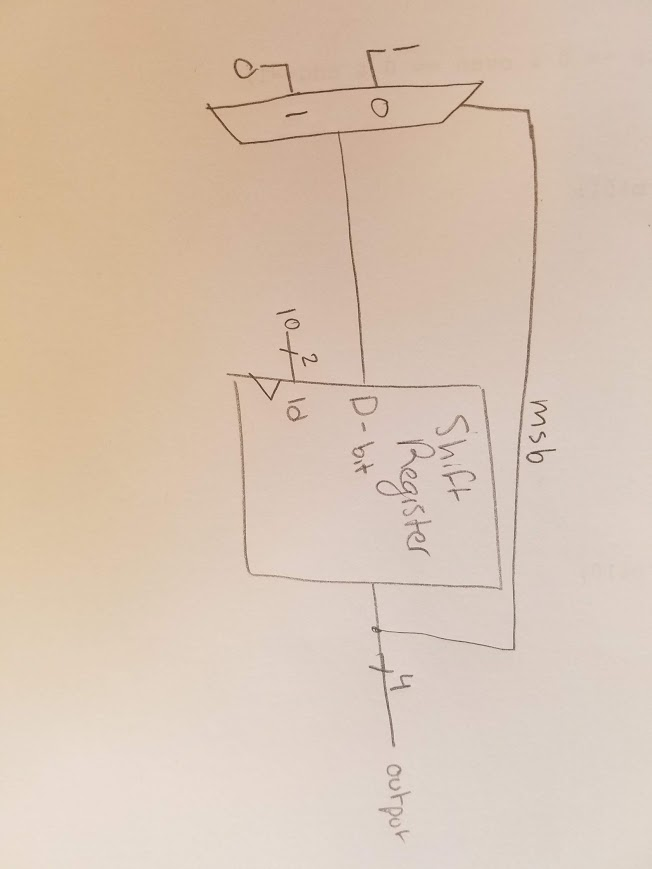 msb
1
0
0
1
Shift
Register
D-bit
2
10
ld
4
output